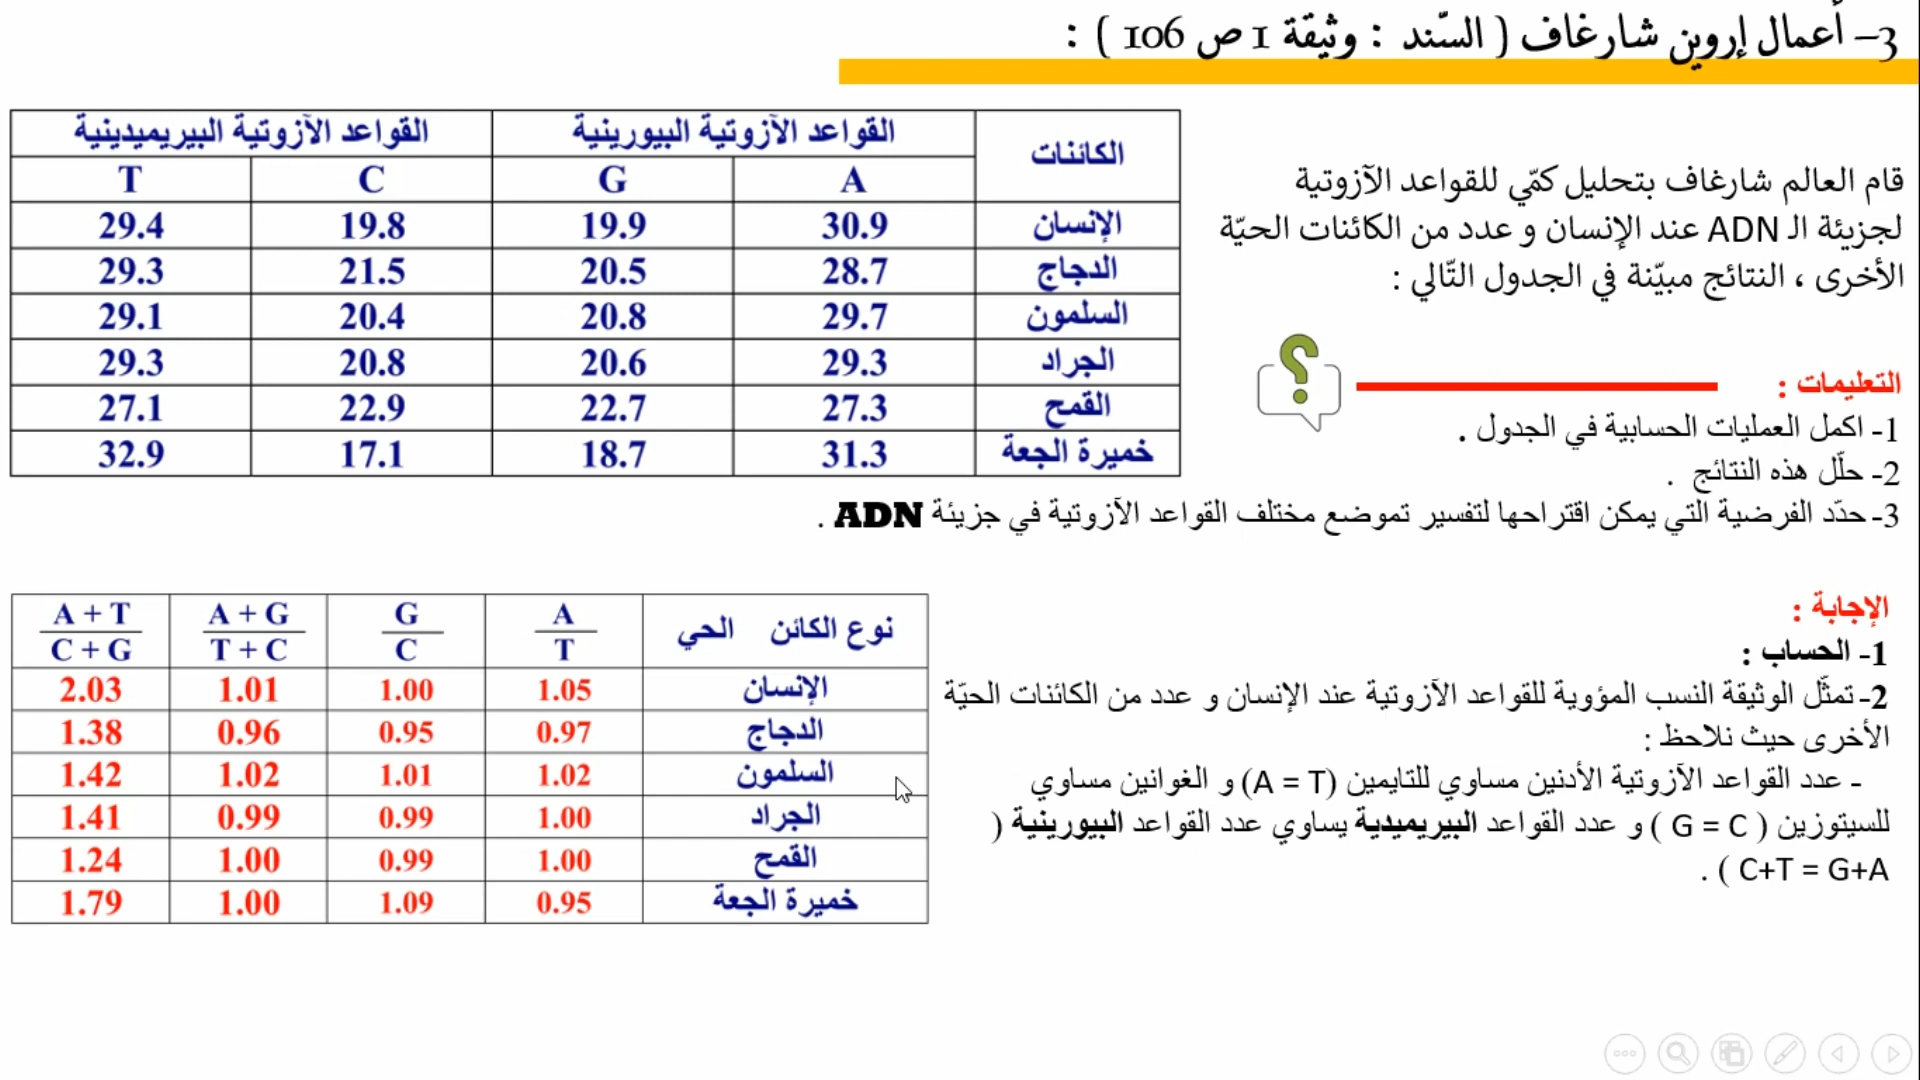 3- أعمال إروين شارغاف ( السّند : وثيقة 1 ص 106 ) :
قام العالم شارغاف بتحليل كمّي للقواعد الآزوتية
لجزيئة الـ ADN عند الإنسان و عدد من الكائنات الحيّة
الأخرى ، النتائج مبيّنة في الجدول التّالي :
الكائنات القواعد الآزوتية البيورينية القواعد الآزوتية البيريميدينية
A G C T
الإنسان 30.9 19.9 19.8 29.4
الدجاج 28.7 20.5 21.5 29.3
السلمون 29.7 20.8 20.4 29.1
الجراد 29.3 20.6 20.8 29.3
القمح 27.3 22.7 22.9 27.1
خميرة الجعة 31.3 18.7 17.1 32.9
التعليمات :
1- اكمل العمليات الحسابية في الجدول .
2- حلّل هذه النتائج .
3- حدّد الفرضية التي يمكن اقتراحها لتفسير تموضع مختلف القواعد الآزوتية في جزيئة ADN .
الإجابة :
1- الحساب :
2- تمثّل الوثيقة النسب المؤوية للقواعد الآزوتية عند الإنسان و عدد من الكائنات الحيّة
الأخرى حيث نلاحظ :
- عدد القواعد الآزوتية الأدنين مساوي للتايمين (A = T) و الغوانين مساوي
للسيتوزين ( G = C ) و عدد القواعد البيريميدية يساوي عدد القواعد البيورينية (
C+T = G+A ) .
نوع الكائن الحي A/T G/C A + G/T + C A + T/C + G
الإنسان 1.05 1.00 1.01 2.03
الدجاج 0.97 0.95 0.96 1.38
السلمون 1.02 1.01 1.02 1.42
الجراد 1.00 0.99 0.99 1.41
القمح 1.00 0.99 1.00 1.24
خميرة الجعة 0.95 1.09 1.00 1.79